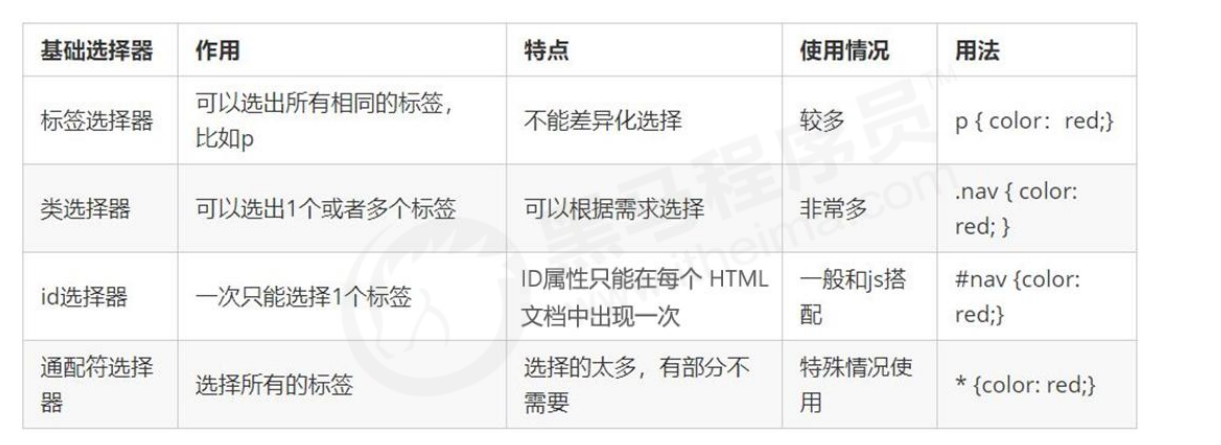 基础选择器 作用 特点 使用情况 用法
标签选择器 可以选出所有相同的标签，比如p 不能差异化选择 较多 p { color：red;}
类选择器 可以选出1个或者多个标签 可以根据需求选择 非常多 .nav { color: red; }
id选择器 一次只能选择1个标签 ID属性只能在每个 HTML 文档中出现一次 一般和js搭配 #nav {color: red;}
通配符选择器 选择所有的标签 选择的太多，有部分不需要 特殊情况使用 * {color: red;}
黑马程序员™
www.itheima.com